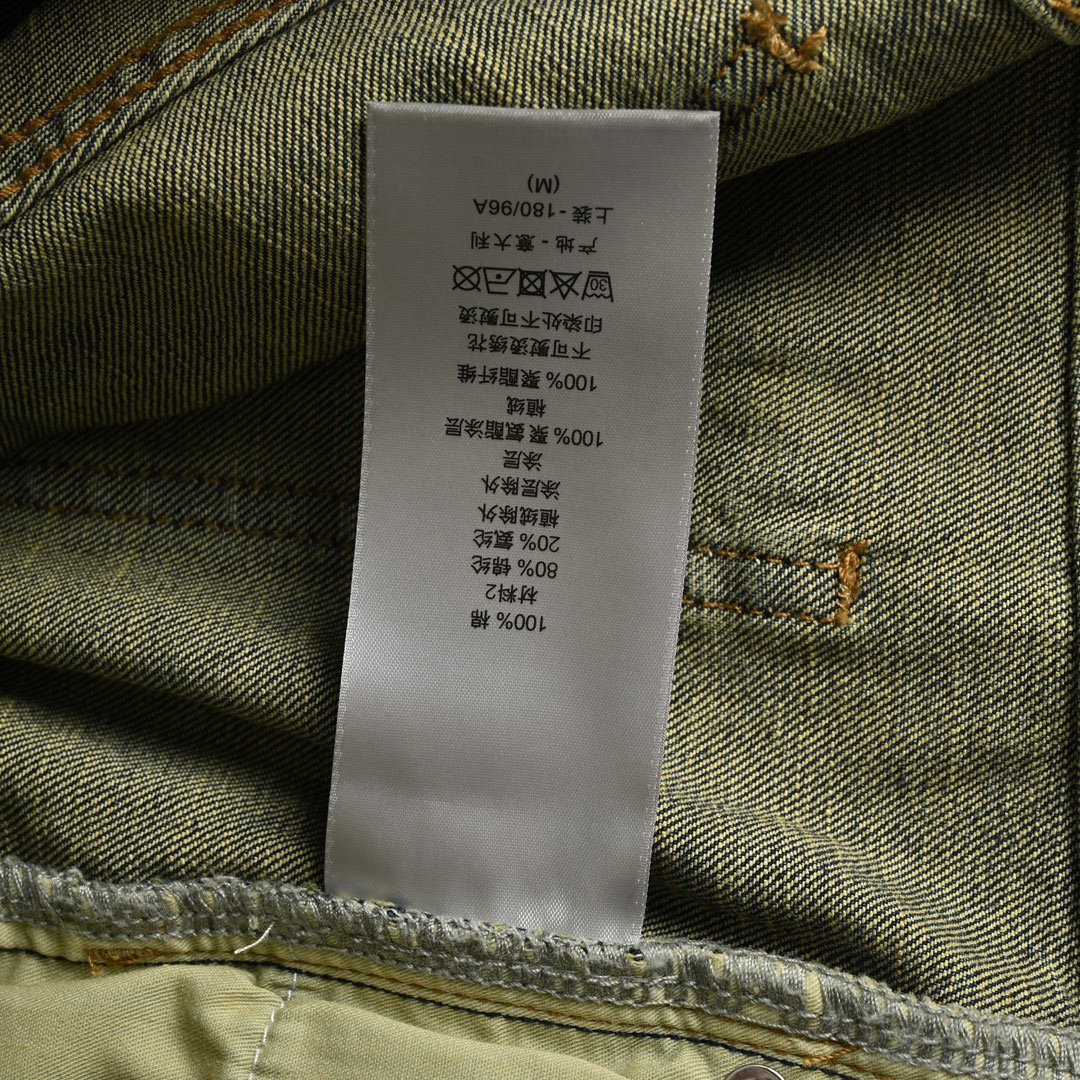 100% 棉
材料2
80% 锦纶
20% 氨纶
植绒除外
涂层除外
涂层
100% 聚氨酯涂层
植绒
100% 聚酯纤维
不可熨烫绣花
印染处不可熨烫
30
产地 - 意大利
上装 - 180/96A
(M)